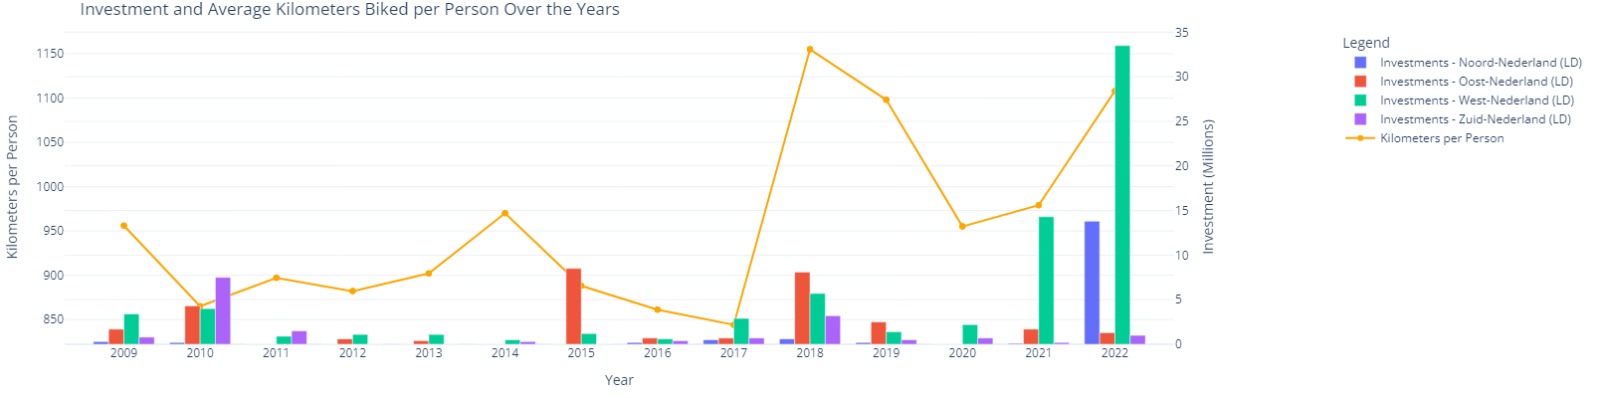 Investment and Average Kilometers Biked per Person Over the Years
Kilometers per Person
1150
1100
1050
1000
950
900
850
35
30
25
20
15
10
5
0
Investment (Millions)
2009 2010 2011 2012 2013 2014 2015 2016 2017 2018 2019 2020 2021 2022
Year
Legend
Investments - Noord-Nederland (LD)
Investments - Oost-Nederland (LD)
Investments - West-Nederland (LD)
Investments - Zuid-Nederland (LD)
Kilometers per Person